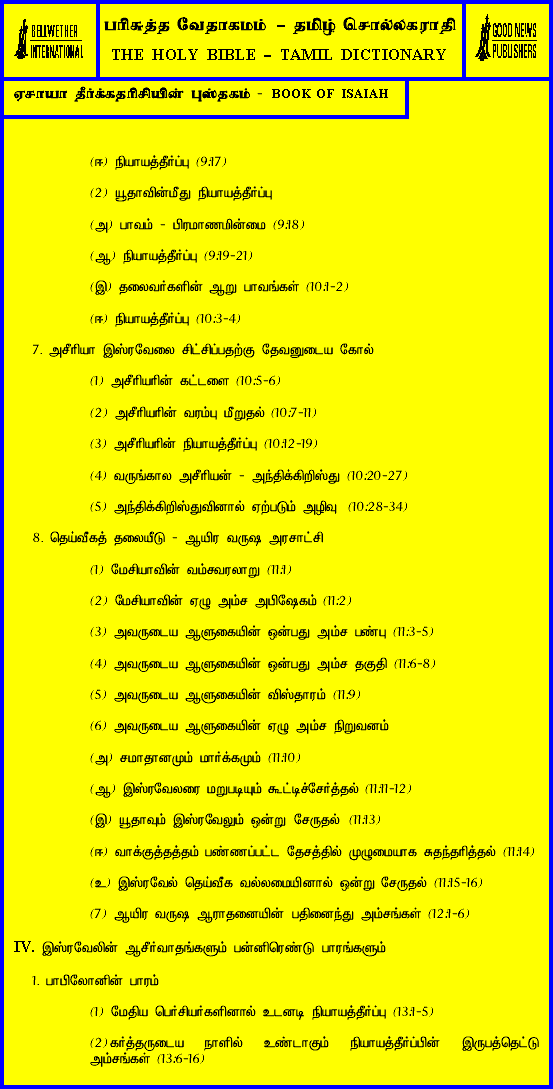 BELLWETHER
INTERNATIONAL
பரிசுத்த வேதாகமம் – தமிழ் சொல்லகராதி
THE HOLY BIBLE – TAMIL DICTIONARY
GOOD NEWS
PUBLISHERS
ஏசாயா தீர்க்கதரிசியின் புஸ்தகம் - BOOK OF ISAIAH
(ஈ) நியாயத்தீர்ப்பு (9:17)
(2) யூதாவின்மீது நியாயத்தீர்ப்பு
(அ) பாவம் - பிரமாணமின்மை (9:18)
(ஆ) நியாயத்தீர்ப்பு (9:19-21)
(இ) தலைவர்களின் ஆறு பாவங்கள் (10:1-2)
(ஈ) நியாயத்தீர்ப்பு (10:3-4)
7. அசீரியா இஸ்ரவேலை சிட்சிப்பதற்கு தேவனுடைய கோல்
(1) அசீரியரின் கட்டளை (10:5-6)
(2) அசீரியரின் வரம்பு மீறுதல் (10:7-11)
(3) அசீரியரின் நியாயத்தீர்ப்பு (10:12-19)
(4) வருங்கால அசீரியன் - அந்திக்கிறிஸ்து (10:20-27)
(5) அந்திக்கிறிஸ்துவினால் ஏற்படும் அழிவு (10:28-34)
8. தெய்வீகத் தலையீடு - ஆயிர வருஷ அரசாட்சி
(1) மேசியாவின் வம்சவரலாறு (11:1)
(2) மேசியாவின் ஏழு அம்ச அபிஷேகம் (11:2)
(3) அவருடைய ஆளுகையின் ஒன்பது அம்ச பண்பு (11:3-5)
(4) அவருடைய ஆளுகையின் ஒன்பது அம்ச தகுதி (11:6-8)
(5) அவருடைய ஆளுகையின் விஸ்தாரம் (11:9)
(6) அவருடைய ஆளுகையின் ஏழு அம்ச நிறுவனம்
(அ) சமாதானமும் மார்க்கமும் (11:10)
(ஆ) இஸ்ரவேலரை மறுபடியும் கூட்டிச்சேர்த்தல் (11:11-12)
(இ) யூதாவும் இஸ்ரவேலும் ஒன்று சேருதல் (11:13)
(ஈ) வாக்குத்தத்தம் பண்ணப்பட்ட தேசத்தில் முழுமையாக சுதந்தரித்தல் (11:14)
(உ) இஸ்ரவேல் தெய்வீக வல்லமையினால் ஒன்று சேருதல் (11:15-16)
(7) ஆயிர வருஷ ஆராதனையின் பதினைந்து அம்சங்கள் (12:1-6)
IV. இஸ்ரவேலின் ஆசீர்வாதங்களும் பன்னிரெண்டு பாரங்களும்
1. பாபிலோனின் பாரம்
(1) மேதிய பெர்சியர்களினால் உடனடி நியாயத்தீர்ப்பு (13:1-5)
(2) கர்த்தருடைய நாளில் உண்டாகும் நியாயத்தீர்ப்பின் இருபத்தெட்டு
அம்சங்கள் (13:6-16)